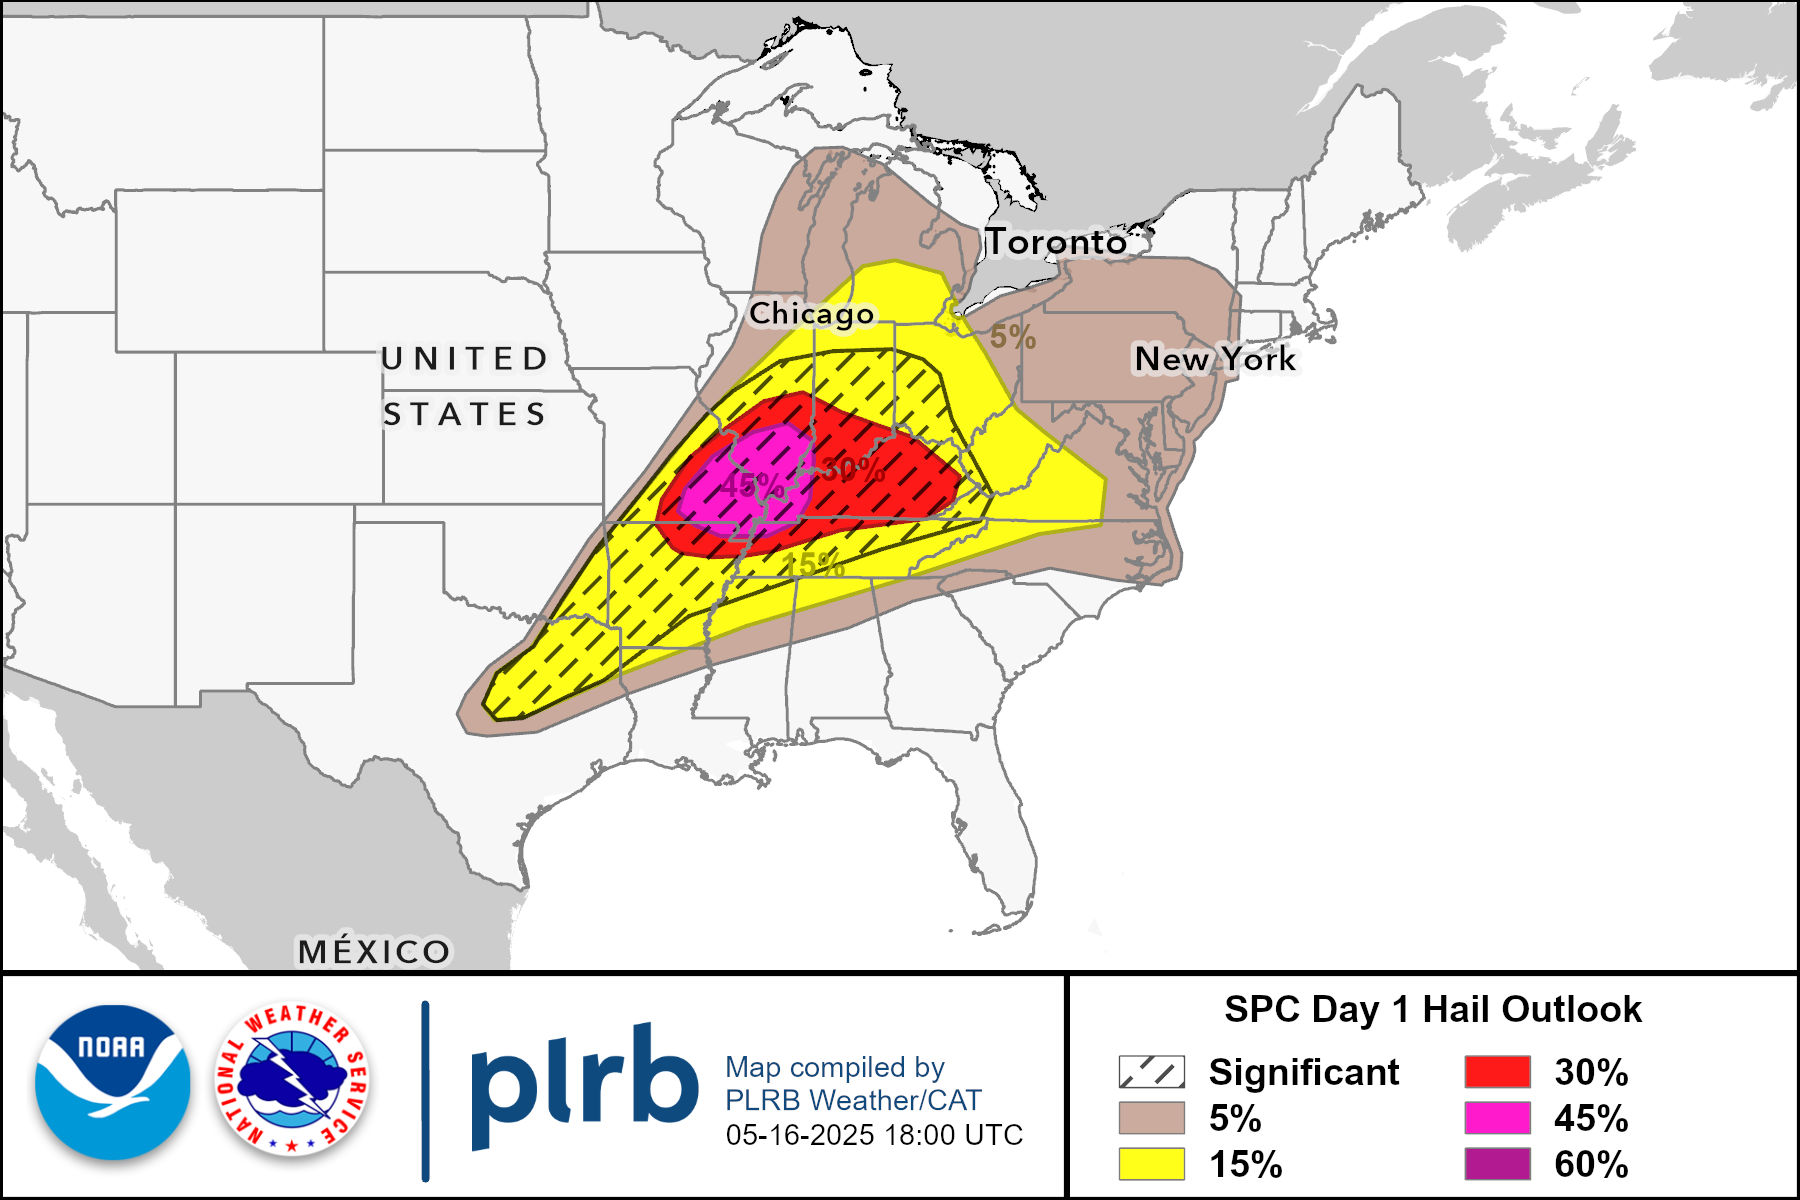 Toronto
Chicago
5%
UNITED
STATES
New York
45%
30%
15%
MÉXICO
NOAA
NATIONAL WEATHER SERVICE
plrb
Map compiled by
PLRB Weather/CAT
05-16-2025 18:00 UTC
SPC Day 1 Hail Outlook
Significant
5%
15%
30%
45%
60%